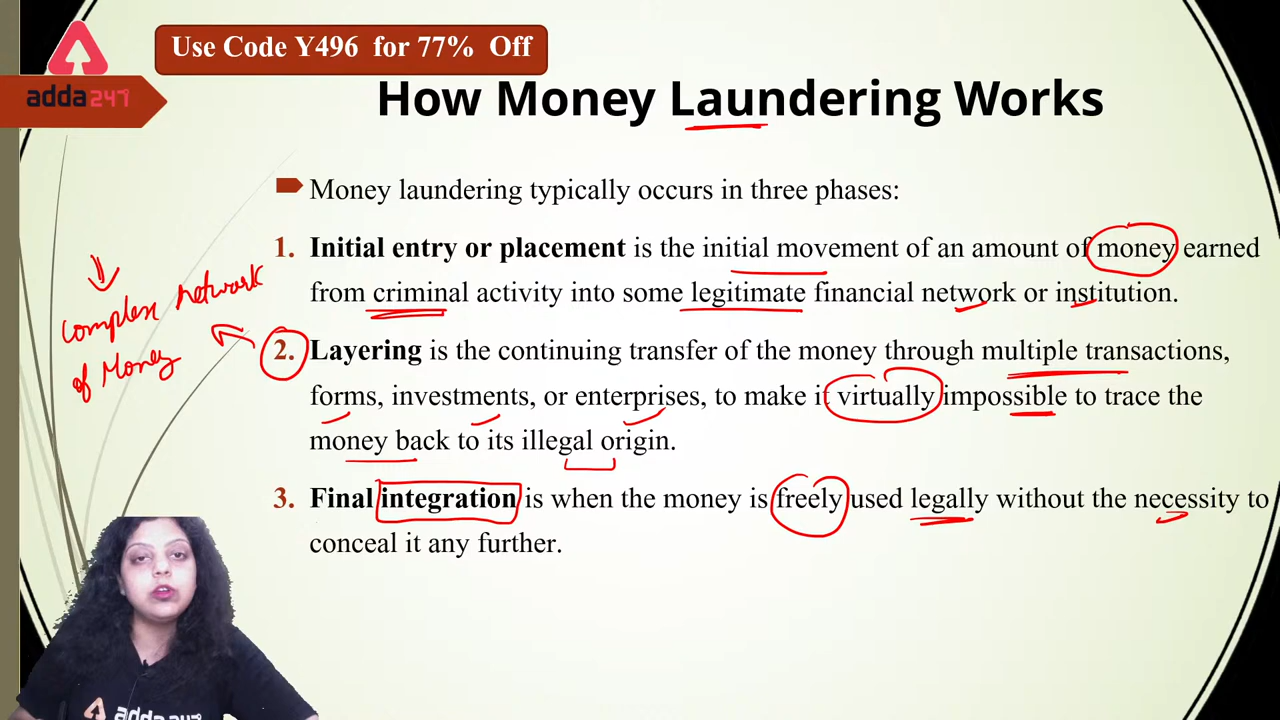 Use Code Y496 for 77% Off
adda247
How Money Laundering Works
Money laundering typically occurs in three phases:
1. Initial entry or placement is the initial movement of an amount of money earned
from criminal activity into some legitimate financial network or institution.
complex network
of Money
2. Layering is the continuing transfer of the money through multiple transactions,
forms, investments, or enterprises, to make it virtually impossible to trace the
money back to its illegal origin.
3. Final integration is when the money is freely used legally without the necessity to
conceal it any further.
adda247